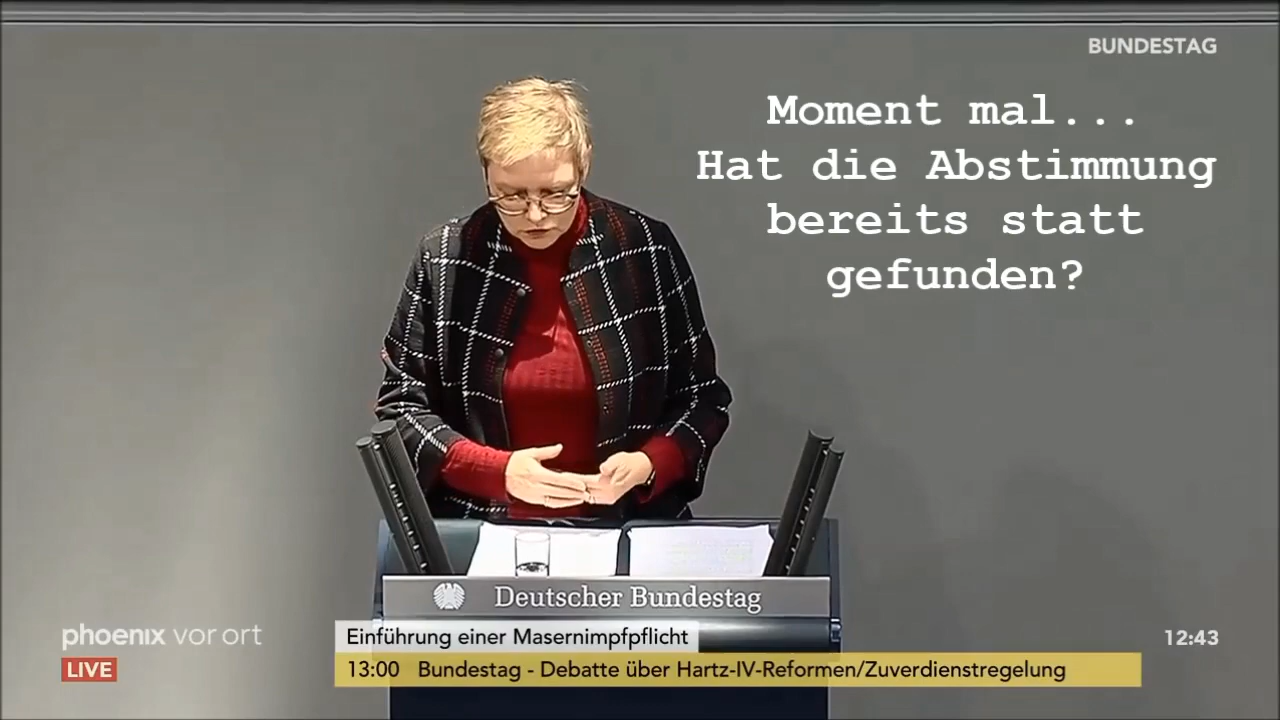 BUNDESTAG
Moment mal...
Hat die Abstimmung
bereits statt
gefunden?
Deutscher Bundestag
phoenix vor ort
Einführung einer Masernimpfpflicht
12:43
LIVE
13:00 Bundestag - Debatte über Hartz-IV-Reformen/Zuverdienstregelung